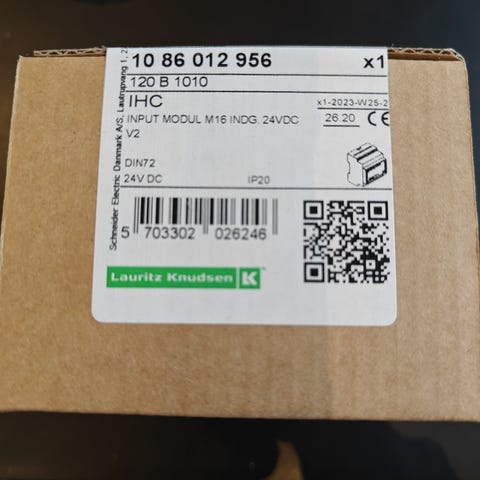 10 86 012 956 x1
120 B 1010
IHC x1-2023-W25-2
INPUT MODUL M16 INDG. 24VDC 26.20 CE
V2
DIN72
24V DC IP20
5 703302 026246
Lauritz Knudsen LK
Schneider Electric Danmark A/S, Lautrupvang 1, 2